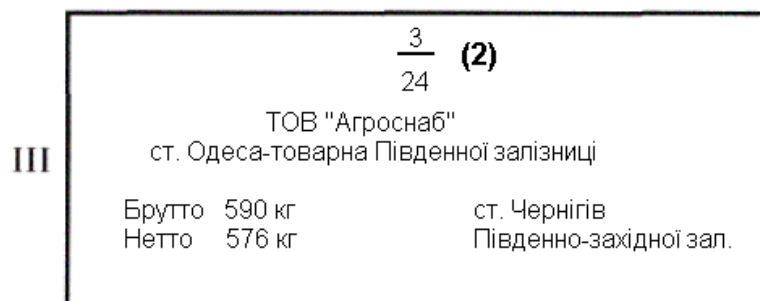 3
24 (2)
ТОВ "Агроснаб"
ст. Одеса-товарна Південної залізниці
III
Брутто 590 кг ст. Чернігів
Нетто 576 кг Південно-західної зал.